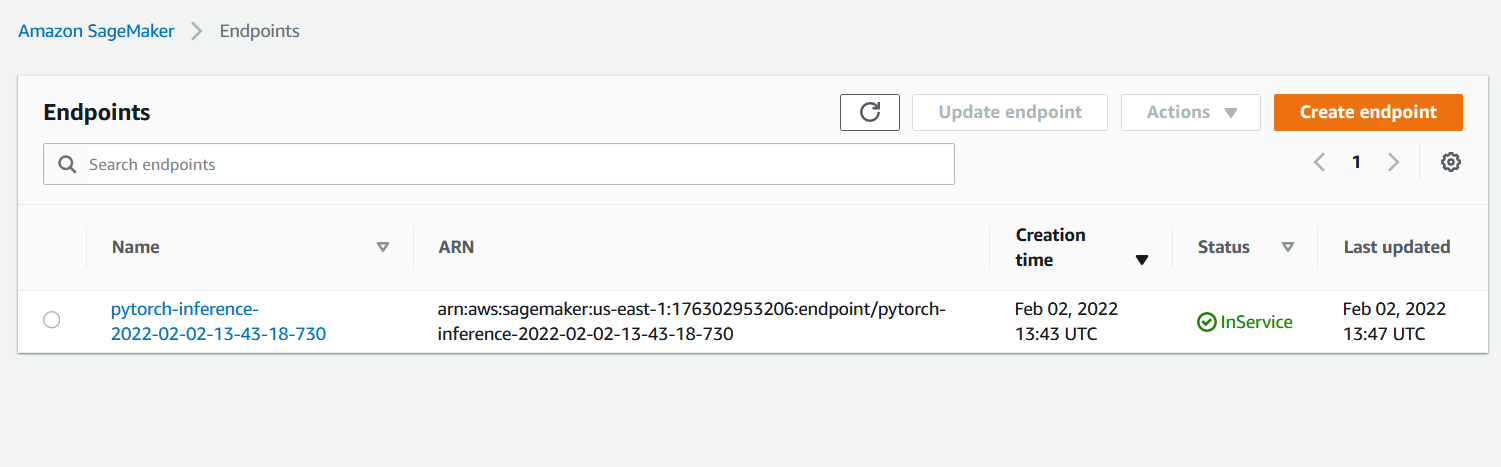 Amazon SageMaker > Endpoints
Endpoints
Update endpoint
Actions
Create endpoint
Search endpoints
1
Name
ARN
Creation
time
Status
Last updated
pytorch-inference-
2022-02-02-13-43-18-730
arn:aws:sagemaker:us-east-1:176302953206:endpoint/pytorch-
inference-2022-02-02-13-43-18-730
Feb 02, 2022
13:43 UTC
InService
Feb 02, 2022
13:47 UTC